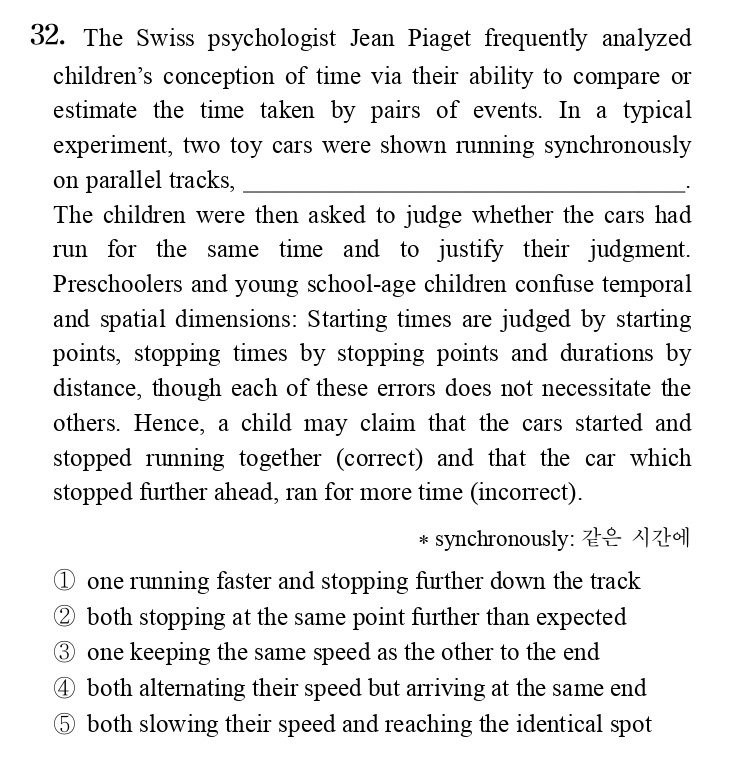 32. The Swiss psychologist Jean Piaget frequently analyzed
children’s conception of time via their ability to compare or
estimate the time taken by pairs of events. In a typical
experiment, two toy cars were shown running synchronously
on parallel tracks, ______________________________.
The children were then asked to judge whether the cars had
run for the same time and to justify their judgment.
Preschoolers and young school-age children confuse temporal
and spatial dimensions: Starting times are judged by starting
points, stopping times by stopping points and durations by
distance, though each of these errors does not necessitate the
others. Hence, a child may claim that the cars started and
stopped running together (correct) and that the car which
stopped further ahead, ran for more time (incorrect).
* synchronously: 같은 시간에
① one running faster and stopping further down the track
② both stopping at the same point further than expected
③ one keeping the same speed as the other to the end
④ both alternating their speed but arriving at the same end
⑤ both slowing their speed and reaching the identical spot